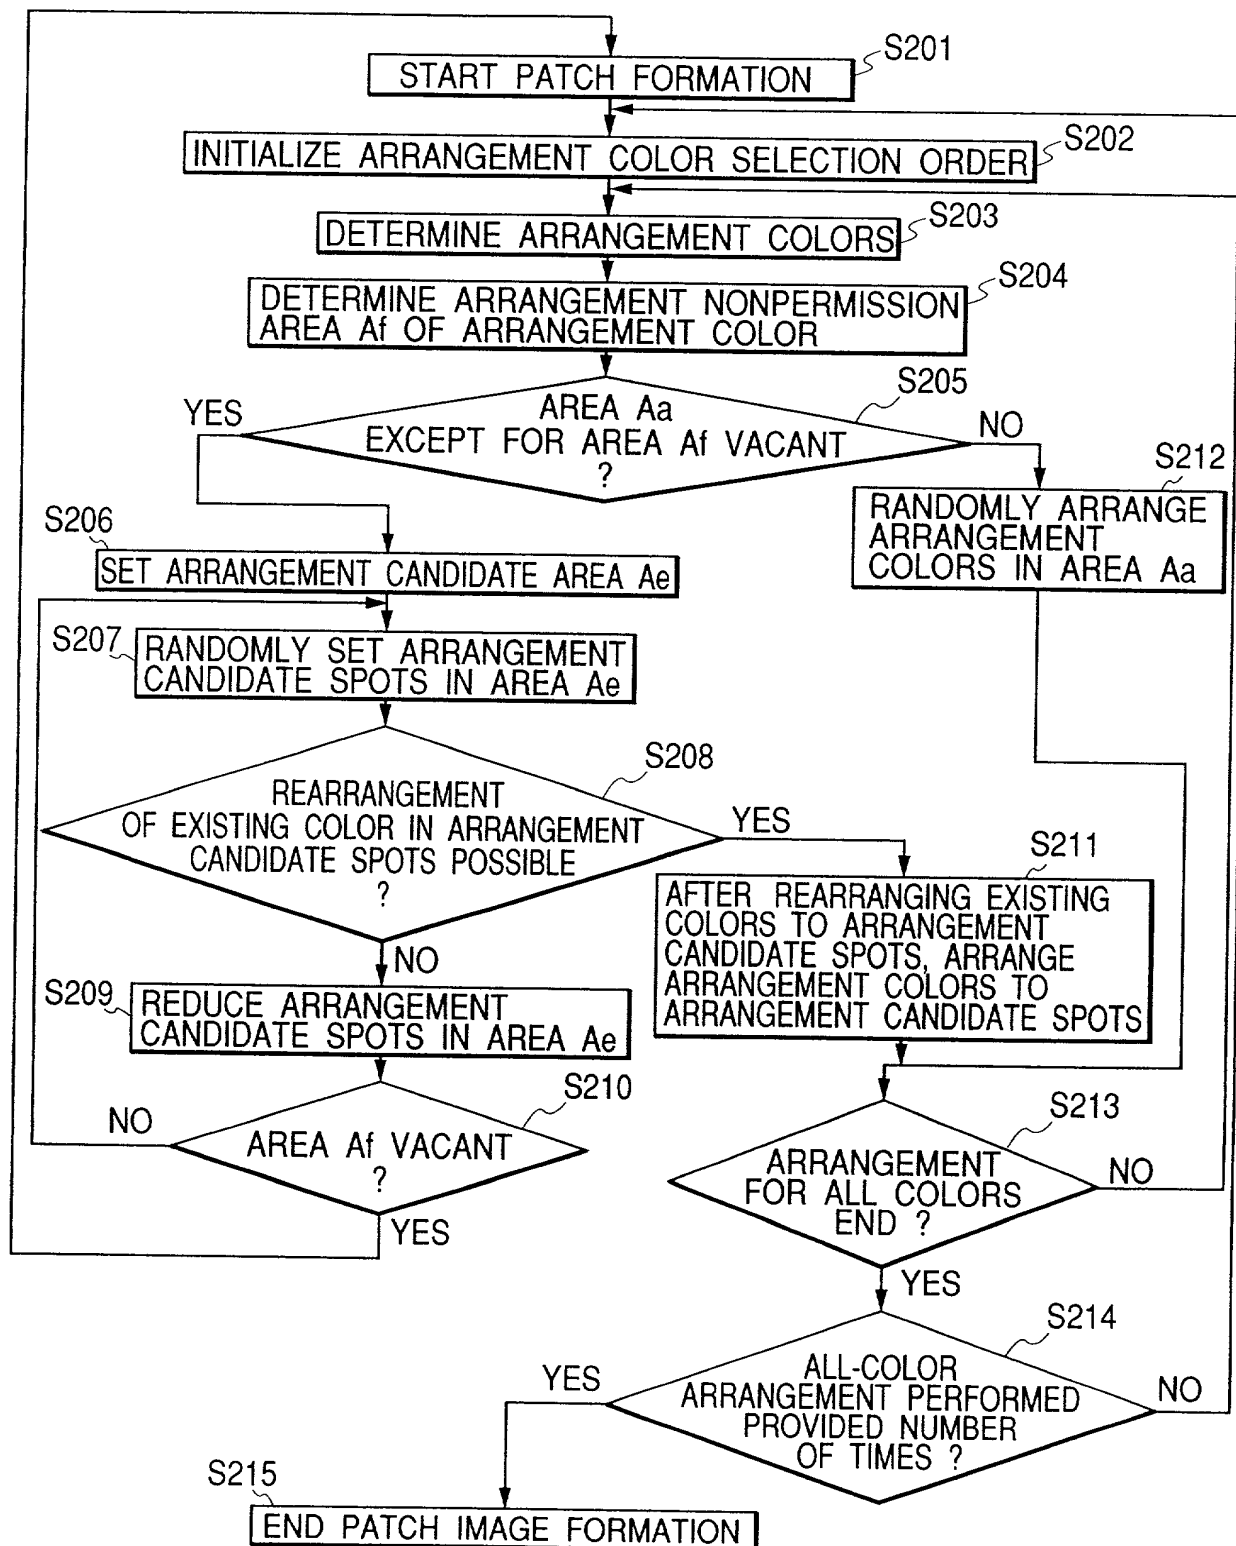 S201
START PATCH FORMATION
S202
INITIALIZE ARRANGEMENT COLOR SELECTION ORDER
S203
DETERMINE ARRANGEMENT COLORS
S204
DETERMINE ARRANGEMENT NONPERMISSION
AREA Af OF ARRANGEMENT COLOR
S205
YES
AREA Aa
EXCEPT FOR AREA Af VACANT
?
NO
S212
RANDOMLY ARRANGE
ARRANGEMENT
COLORS IN AREA Aa
S206
SET ARRANGEMENT CANDIDATE AREA Ae
S207
RANDOMLY SET ARRANGEMENT
CANDIDATE SPOTS IN AREA Ae
S208
REARRANGEMENT
OF EXISTING COLOR IN ARRANGEMENT
CANDIDATE SPOTS POSSIBLE
?
YES
S211
AFTER REARRANGING EXISTING
COLORS TO ARRANGEMENT
CANDIDATE SPOTS, ARRANGE
ARRANGEMENT COLORS TO
ARRANGEMENT CANDIDATE SPOTS
NO
S209
REDUCE ARRANGEMENT
CANDIDATE SPOTS IN AREA Ae
S210
NO
AREA Af VACANT
?
YES
S213
ARRANGEMENT
FOR ALL COLORS
END ?
NO
YES
S214
ALL-COLOR
ARRANGEMENT PERFORMED
PROVIDED NUMBER
OF TIMES ?
YES
NO
S215
END PATCH IMAGE FORMATION